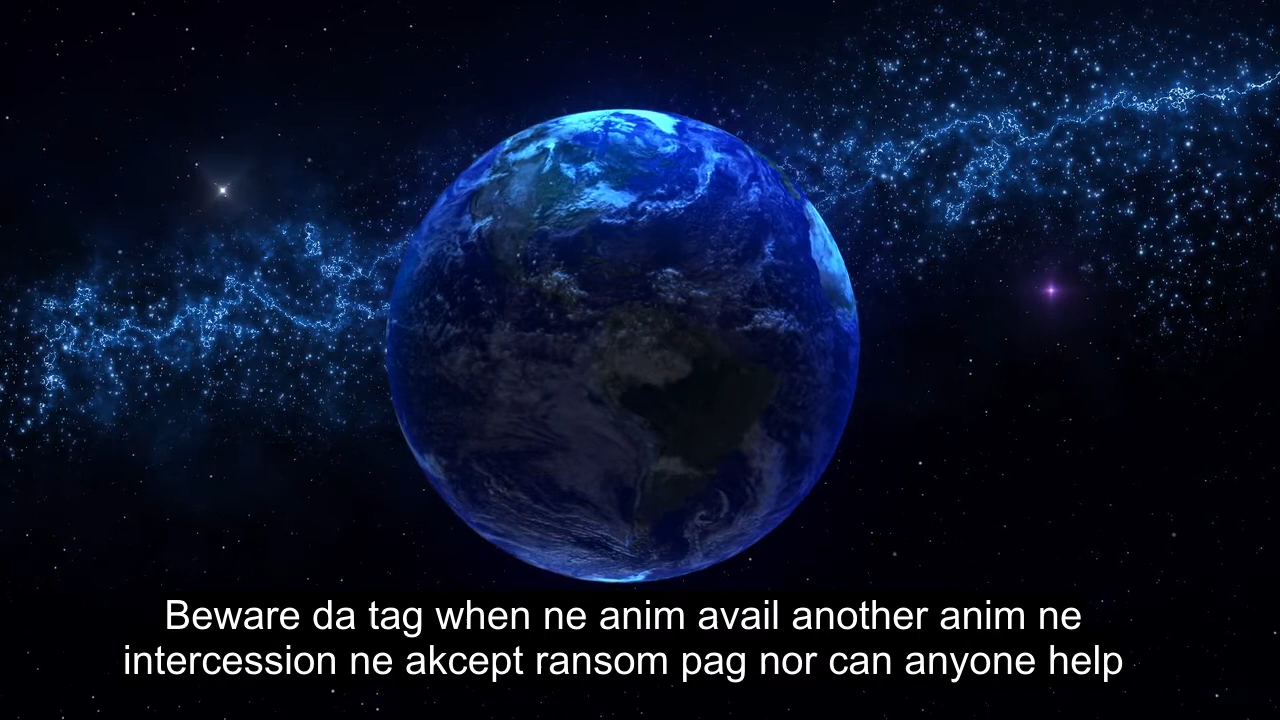 Beware da tag when ne anim avail another anim ne
intercession ne akcept ransom pag nor can anyone help